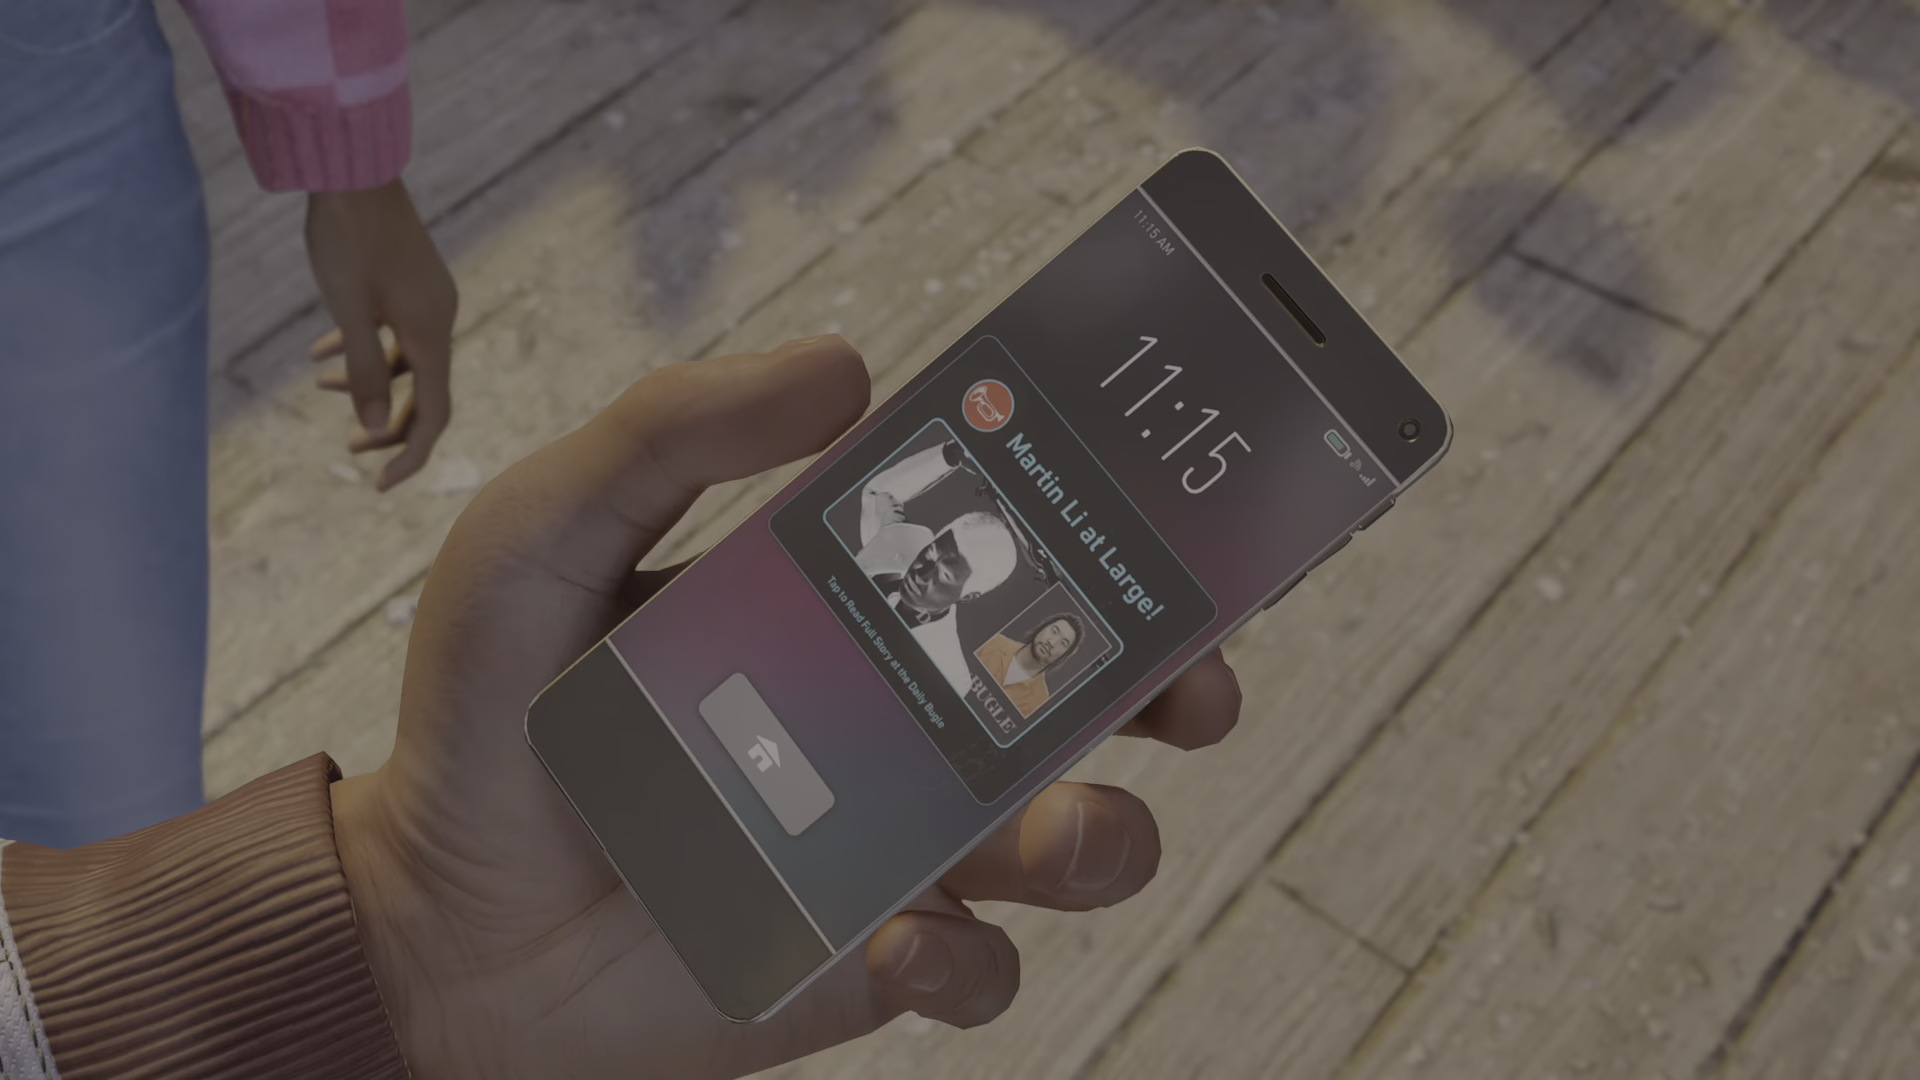 11:15 AM
11:15
Martin Li at Large!
BUGLE
Tap to Read Full Story at the Daily Bugle